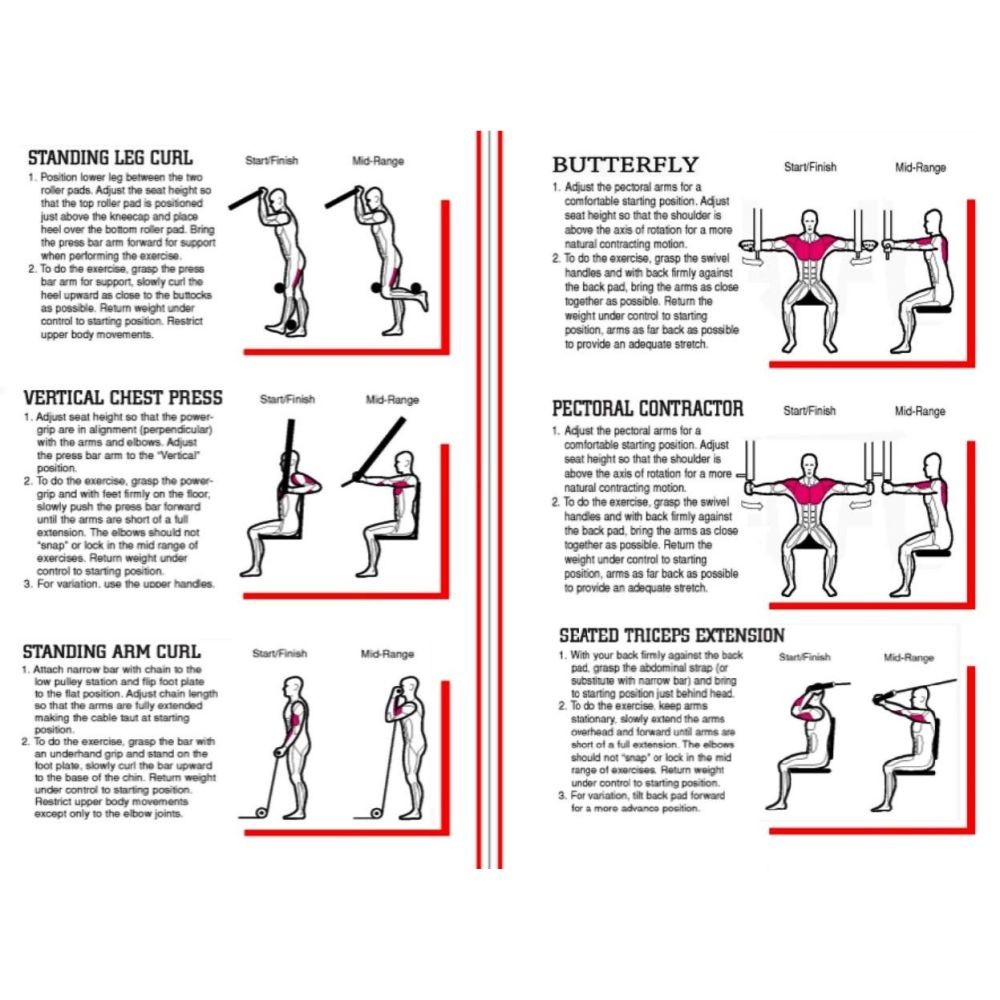 STANDING LEG CURL
Start/Finish
Mid-Range
1. Position lower leg between the two
roller pads. Adjust the seat height so
that the top roller pad is positioned
just above the kneecap and place
heel over the bottom roller pad. Bring
the press bar arm forward for support
when performing the exercise.
2. To do the exercise, grasp the press
bar arm for support, slowly curl the
heel upward as close to the buttocks
as possible. Return weight under
control to starting position. Restrict
upper body movements.
VERTICAL CHEST PRESS
Start/Finish
Mid-Range
1. Adjust seat height so that the power-
grip are in alignment (perpendicular)
with the arms and elbows. Adjust
the press bar arm to the “Vertical”
position.
2. To do the exercise, grasp the power-
grip and with feet firmly on the floor,
slowly push the press bar forward
until the arms are short of a full
extension. The elbows should not
“snap” or lock in the mid range of
exercises. Return weight under
control to starting position.
3. For variation, use the upper handles.
STANDING ARM CURL
Start/Finish
Mid-Range
1. Attach narrow bar with chain to the
low pulley station and flip foot plate
to the flat position. Adjust chain length
so that the arms are fully extended
making the cable taut at starting
position.
2. To do the exercise, grasp the bar with
an underhand grip and stand on the
foot plate, slowly curl the bar upward
to the base of the chin. Return weight
under control to starting position.
Restrict upper body movements
except only to the elbow joints.
BUTTERFLY
Start/Finish
Mid-Range
1. Adjust the pectoral arms for a
comfortable starting position. Adjust
seat height so that the shoulder is
above the axis of rotation for a more
natural contracting motion.
2. To do the exercise, grasp the swivel
handles and with back firmly against
the back pad, bring the arms as close
together as possible. Return the
weight under control to starting
position, arms as far back as possible
to provide an adequate stretch.
PECTORAL CONTRACTOR
Start/Finish
Mid-Range
1. Adjust the pectoral arms for a
comfortable starting position. Adjust
seat height so that the shoulder is
above the axis of rotation for a more
natural contracting motion.
2. To do the exercise, grasp the swivel
handles and with back firmly against
the back pad, bring the arms as close
together as possible. Return the
weight under control to starting
position, arms as far back as possible
to provide an adequate stretch.
SEATED TRICEPS EXTENSION
Start/Finish
Mid-Range
1. With your back firmly against the back
pad, grasp the abdominal strap (or
substitute with narrow bar) and bring
to starting position just behind head.
2. To do the exercise, keep arms
stationary, slowly extend the arms
overhead and forward until arms are
short of a full extension. The elbows
should not “snap” or lock in the mid
range of exercises. Return weight
under control to starting position.
3. For variation, tilt back pad forward
for a more advance position.